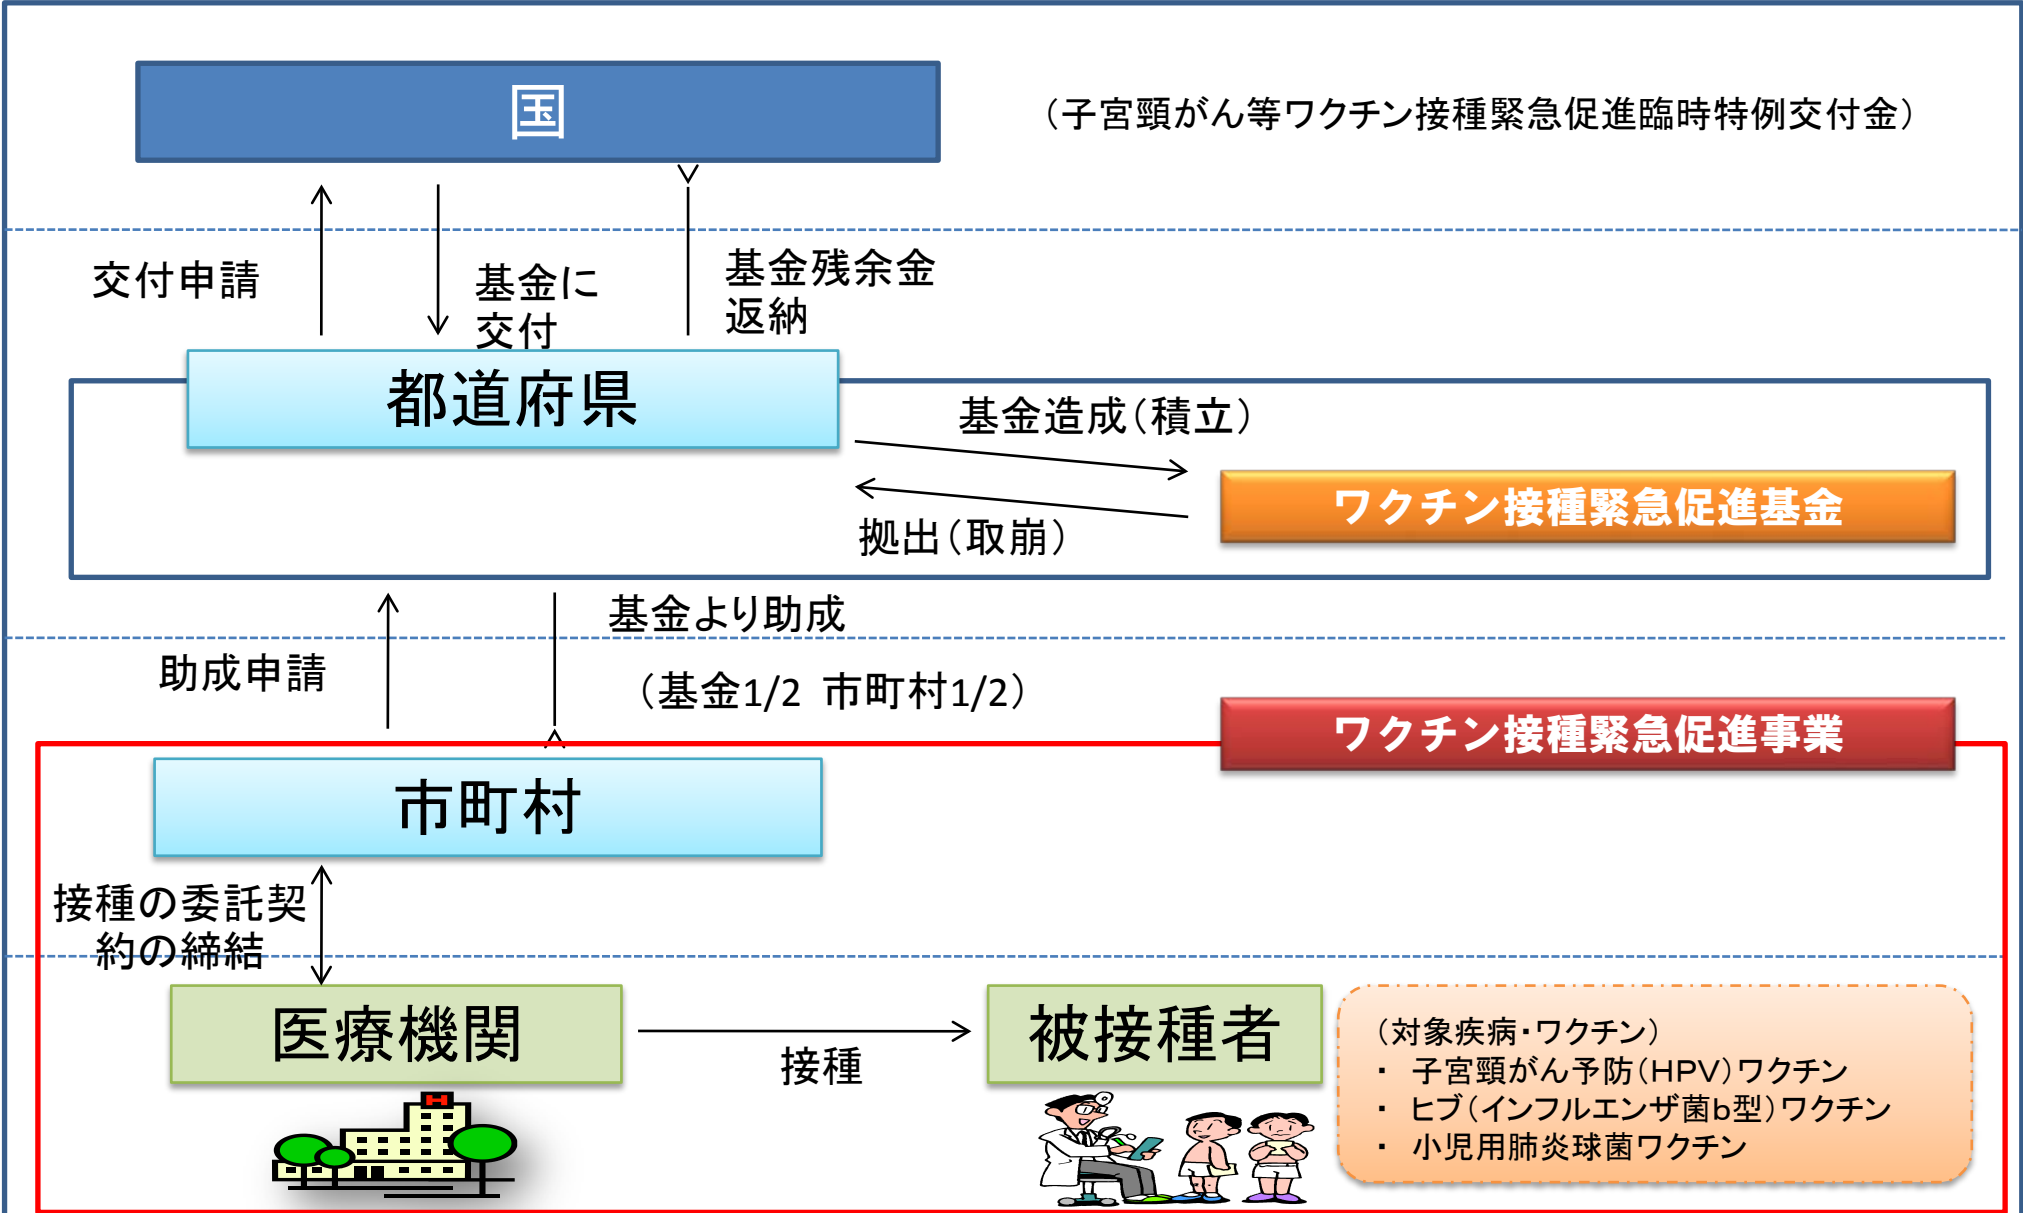 国
（子宮頸がん等ワクチン接種緊急促進臨時特例交付金）
交付申請
基金に
交付
基金残余金
返納
都道府県
基金造成（積立）
ワクチン接種緊急促進基金
拠出（取崩）
基金より助成
助成申請
（基金1/2 市町村1/2）
ワクチン接種緊急促進事業
市町村
接種の委託契
約の締結
医療機関
接種
被接種者
（対象疾病・ワクチン）
・ 子宮頸がん予防（HPV）ワクチン
・ ヒブ（インフルエンザ菌b型）ワクチン
・ 小児用肺炎球菌ワクチン
H